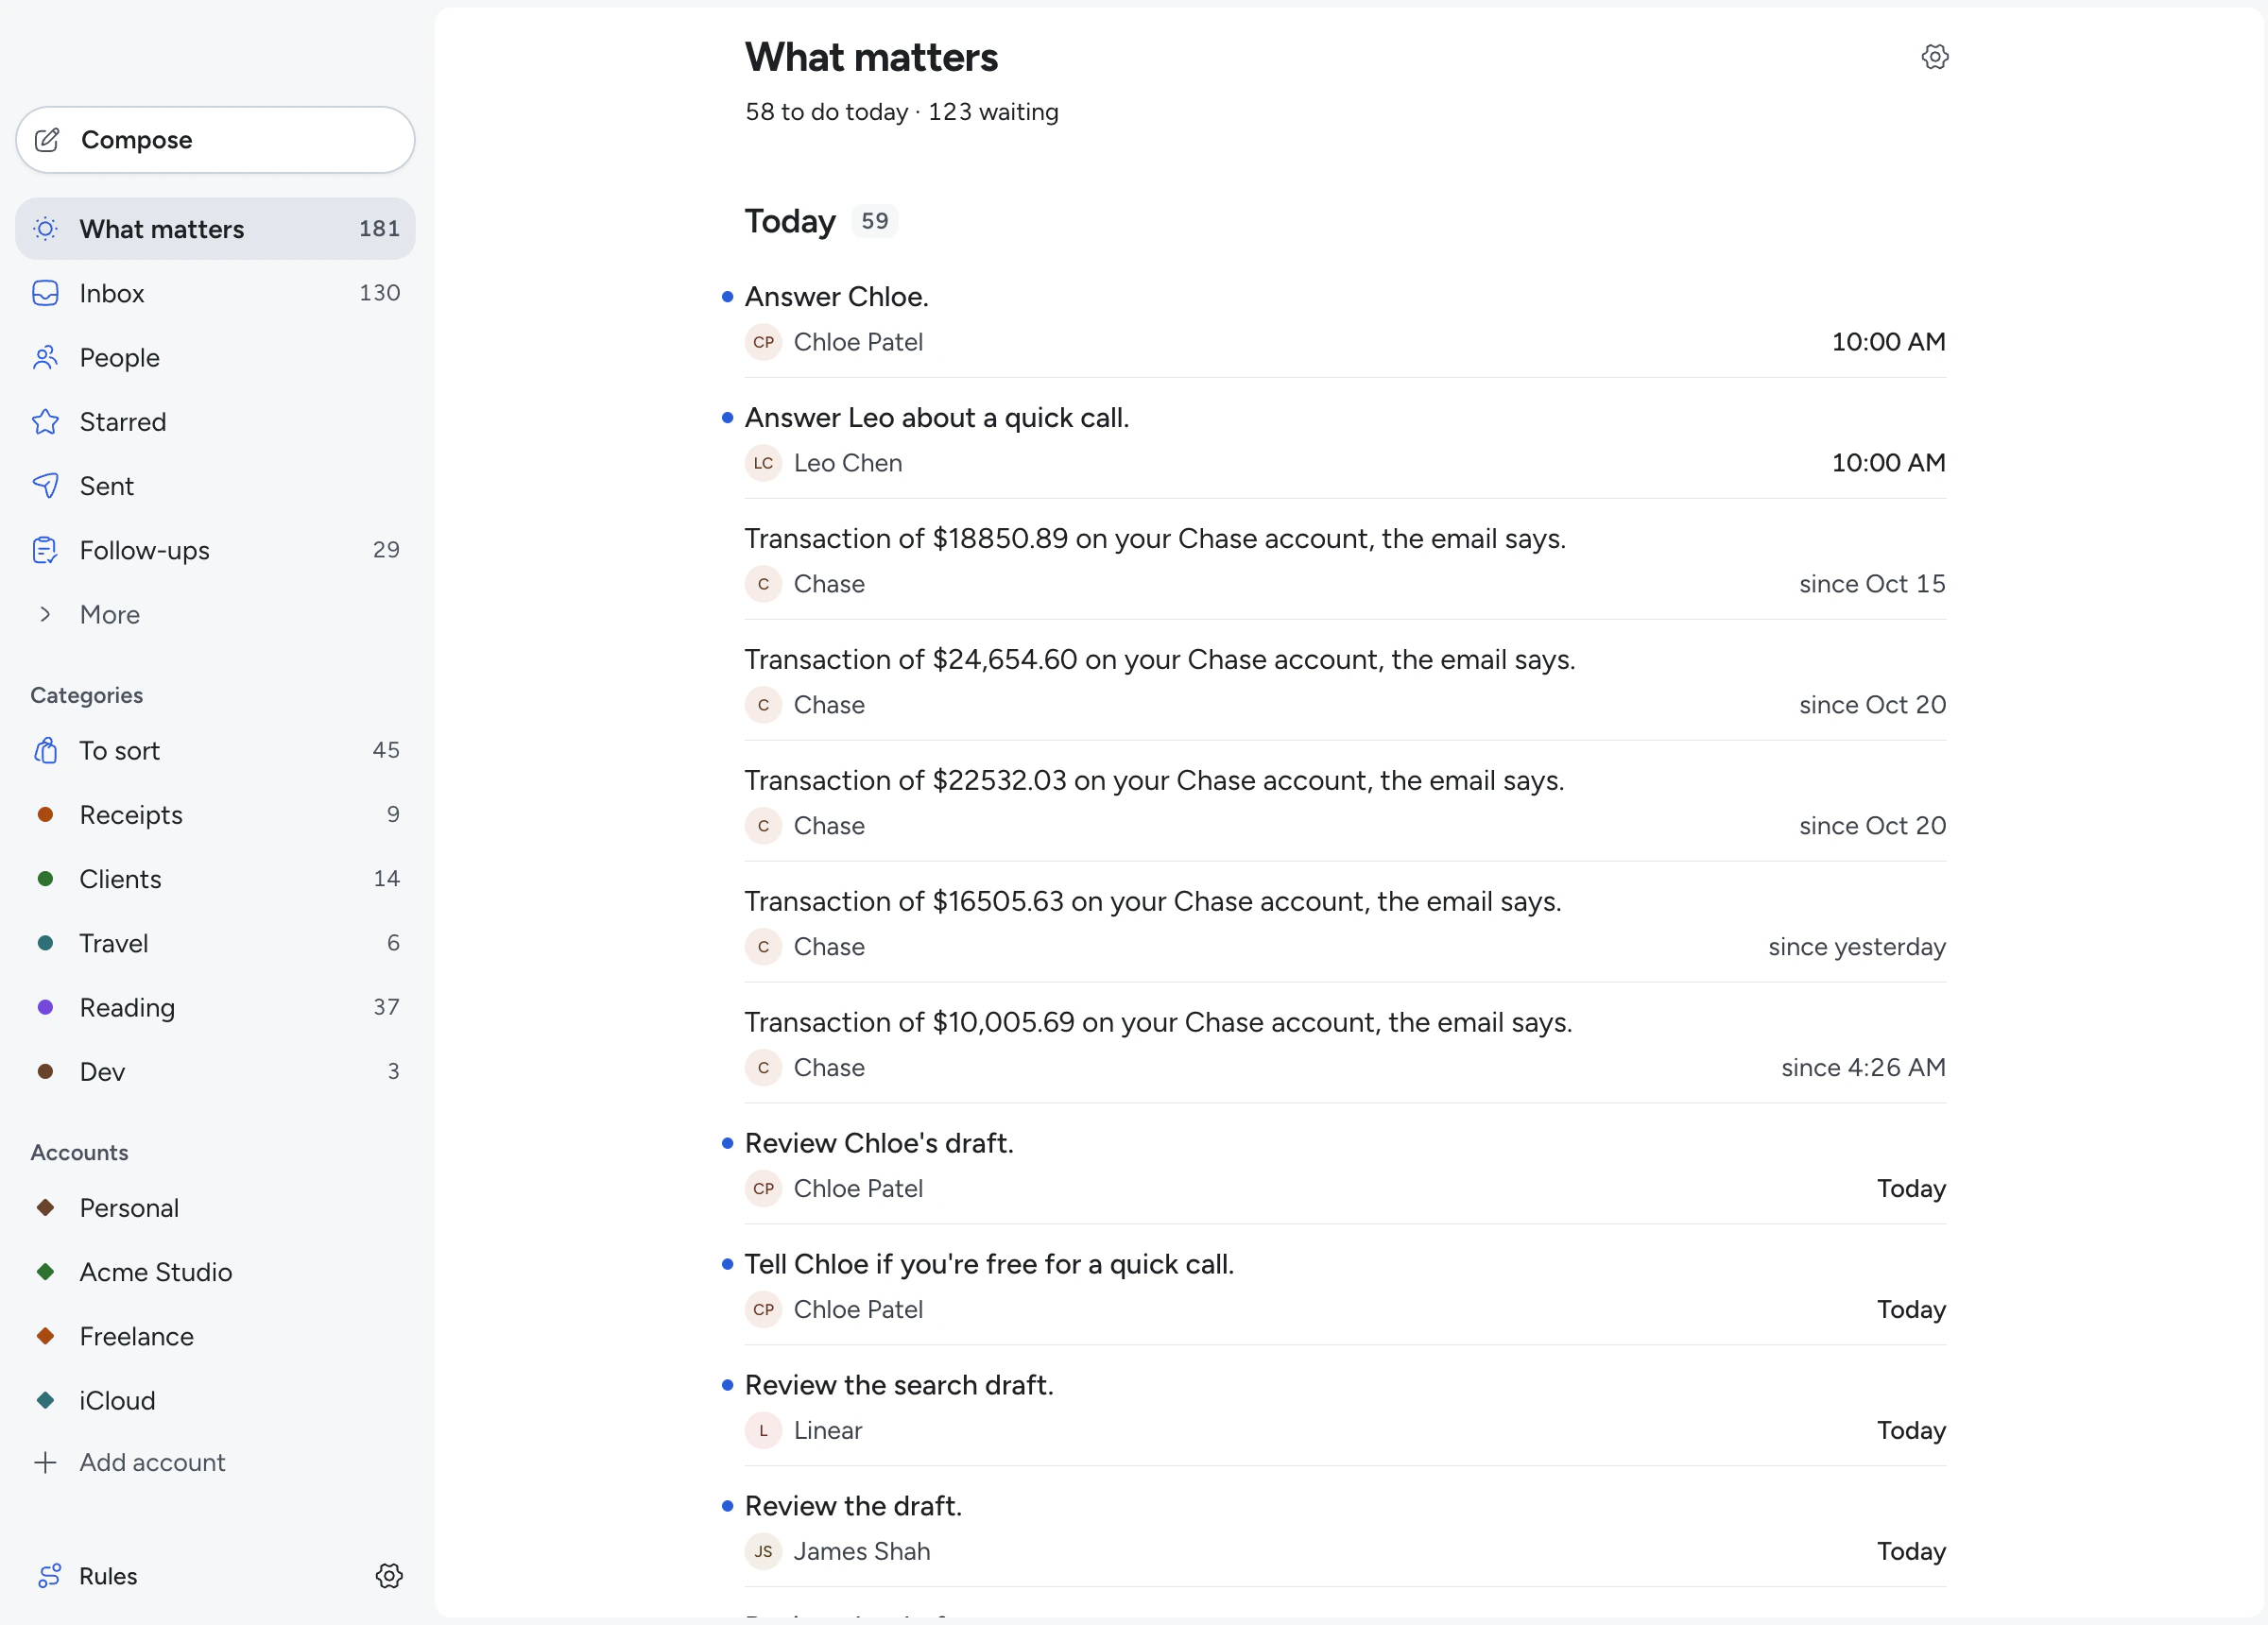 Compose
What matters 181
Inbox 130
People
Starred
Sent
Follow-ups 29
More
Categories
To sort 45
Receipts 9
Clients 14
Travel 6
Reading 37
Dev 3
Accounts
Personal
Acme Studio
Freelance
iCloud
Add account
Rules
What matters
58 to do today · 123 waiting
Today 59
Answer Chloe.
CP Chloe Patel 10:00 AM
Answer Leo about a quick call.
LC Leo Chen 10:00 AM
Transaction of $18850.89 on your Chase account, the email says.
C Chase since Oct 15
Transaction of $24,654.60 on your Chase account, the email says.
C Chase since Oct 20
Transaction of $22532.03 on your Chase account, the email says.
C Chase since Oct 20
Transaction of $16505.63 on your Chase account, the email says.
C Chase since yesterday
Transaction of $10,005.69 on your Chase account, the email says.
C Chase since 4:26 AM
Review Chloe's draft.
CP Chloe Patel Today
Tell Chloe if you're free for a quick call.
CP Chloe Patel Today
Review the search draft.
L Linear Today
Review the draft.
JS James Shah Today